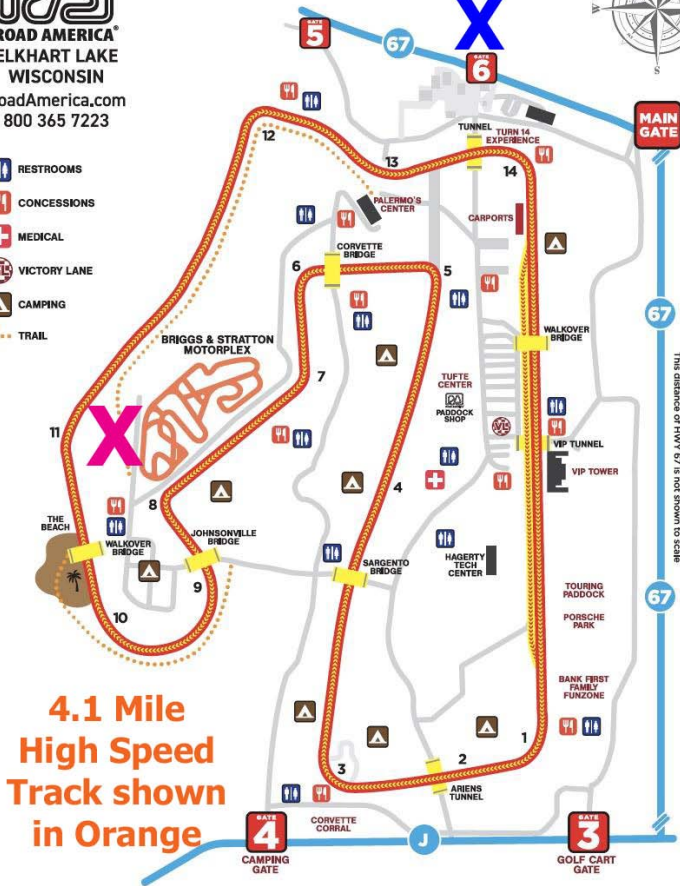 ROAD AMERICA®
ELKHART LAKE
WISCONSIN
oadAmerica.com
800 365 7223
RESTROOMS
CONCESSIONS
MEDICAL
VL
VICTORY LANE
CAMPING
TRAIL
GATE
5
67
X
GATE
6
S
MAIN
GATE
12
13
TUNNEL
TURN 14
EXPERIENCE
14
PALERMO'S
CENTER
CARPORTS
CORVETTE
BRIDGE
6
5
67
WALKOVER
BRIDGE
BRIGGS & STRATTON
MOTORPLEX
7
TUFTE
CENTER
PADDOCK
SHOP
VL
This distance of HWY 67 is not shown to scale
11
X
VIP TUNNEL
VIP TOWER
4
8
THE
BEACH
WALKOVER
BRIDGE
JOHNSONVILLE
BRIDGE
9
SARGENTO
BRIDGE
HAGERTY
TECH
CENTER
10
TOURING
PADDOCK
PORSCHE
PARK
67
BANK FIRST
FAMILY
FUNZONE
4.1 Mile
High Speed
Track shown
in Orange
1
2
3
ARIENS
TUNNEL
CORVETTE
CORRAL
GATE
4
CAMPING
GATE
J
GATE
3
GOLF CART
GATE